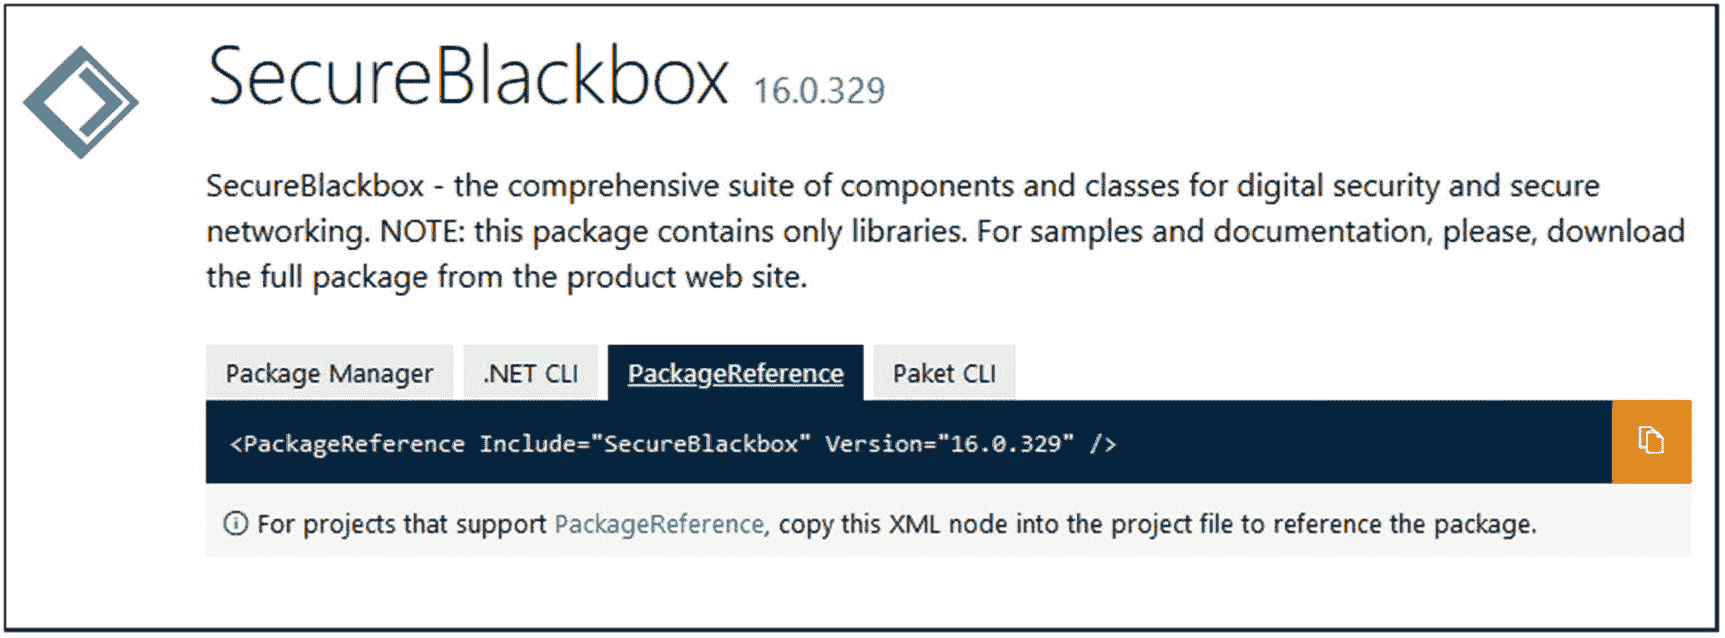 SecureBlackbox 16.0.329
SecureBlackbox - the comprehensive suite of components and classes for digital security and secure
networking. NOTE: this package contains only libraries. For samples and documentation, please, download
the full package from the product web site.
Package Manager .NET CLI PackageReference Paket CLI
<PackageReference Include="SecureBlackbox" Version="16.0.329" />
For projects that support PackageReference, copy this XML node into the project file to reference the package.